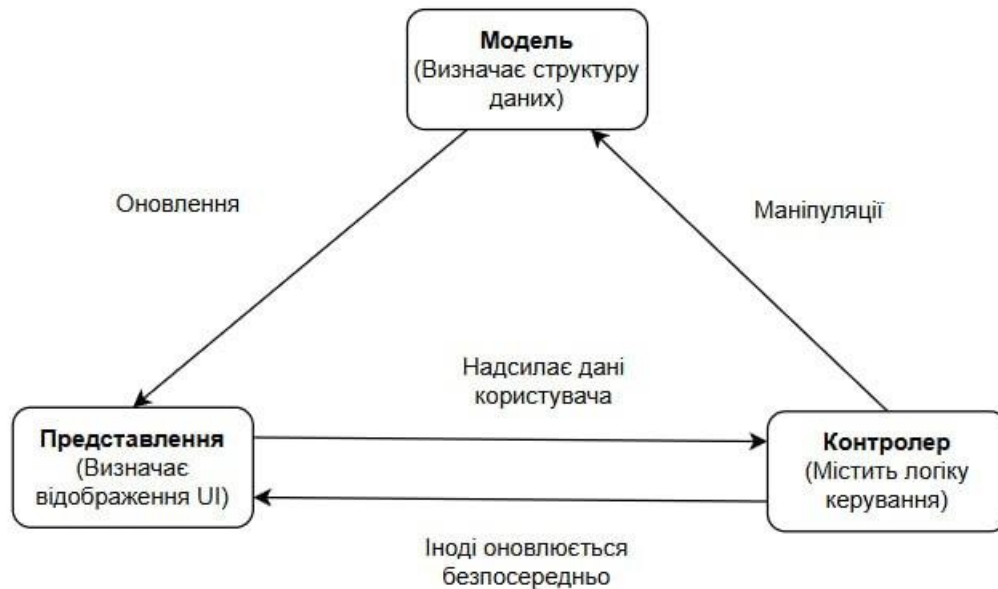 Модель
(Визначає структуру
даних)
Оновлення
Маніпуляції
Надсилає дані
користувача
Представлення
(Визначає
відображення UI)
Контролер
(Містить логіку
керування)
Іноді оновлюється
безпосередньо